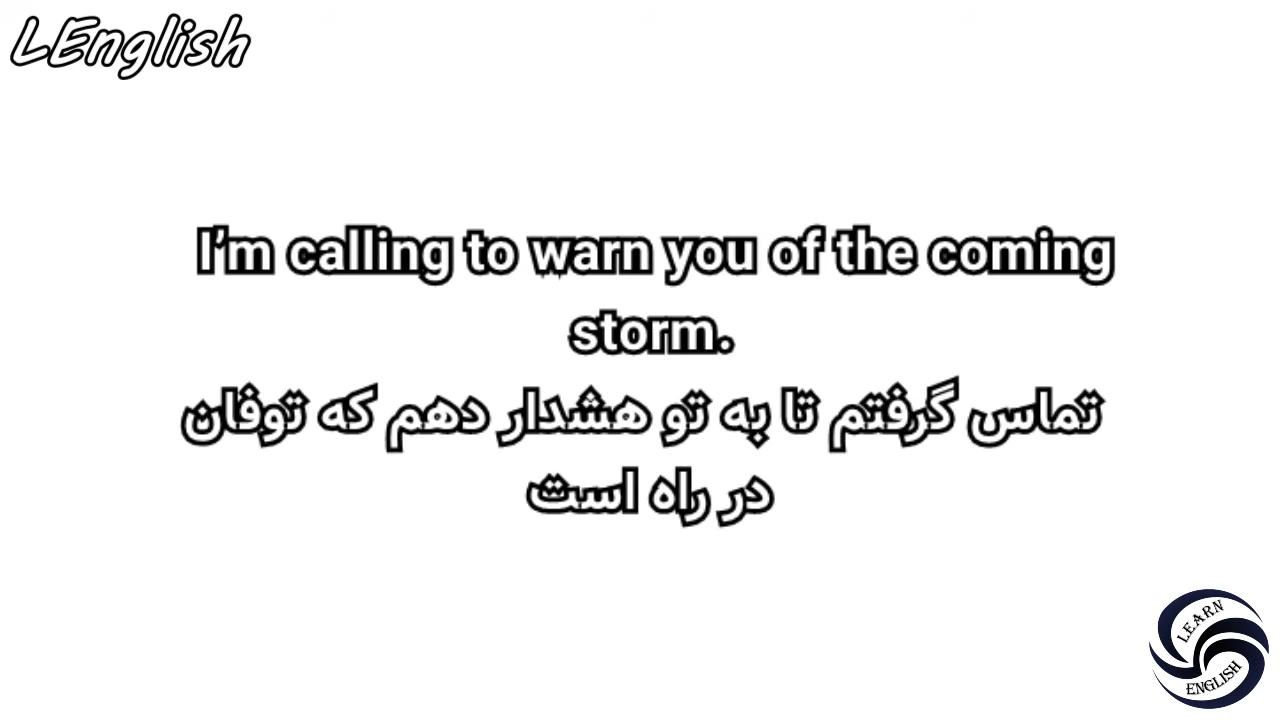 LEnglish
I'm calling to warn you of the coming
storm.
تماس گرفتم تا به تو هشدار دهم که توفان
در راه است
LEARN
ENGLISH